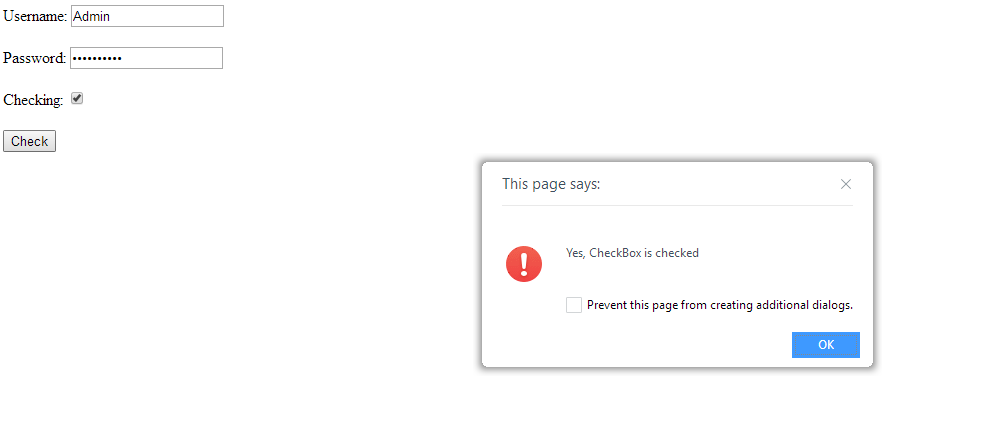 Username: Admin
Password: ••••••••••
Checking:
Check
This page says:
Yes, CheckBox is checked
Prevent this page from creating additional dialogs.
OK